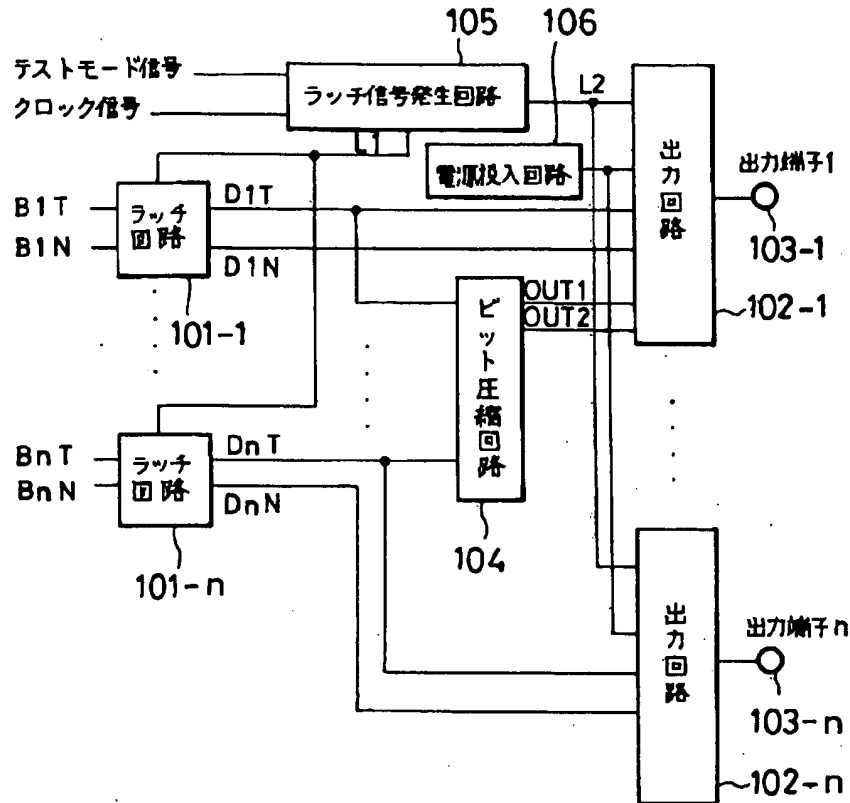 105
106
テストモード信号
クロック信号
ラッチ信号発生回路
L2
電源投入回路
出力回路
出力端子1
103-1
102-1
B1T
B1N
ラッチ回路
D1T
D1N
101-1
OUT1
OUT2
ビット圧縮回路
104
BnT
BnN
ラッチ回路
DnT
DnN
101-n
出力回路
出力端子n
103-n
102-n